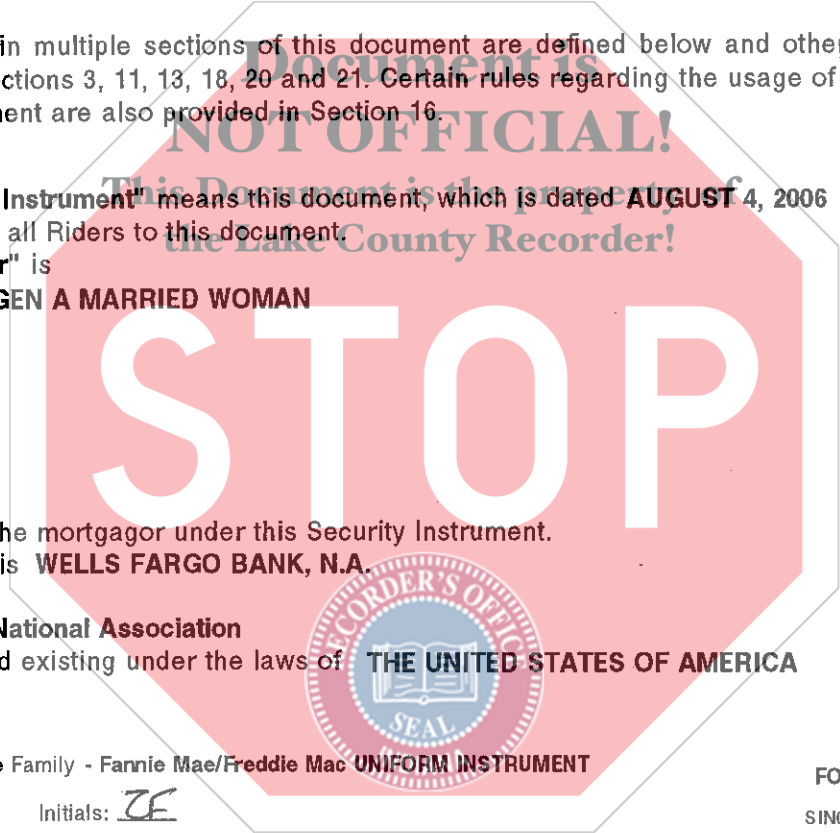 in multiple sections of this document are defined below and other
ctions 3, 11, 13, 18, 20 and 21. Certain rules regarding the usage of
ent are also provided in Section 16.
Document is
NOT OFFICIAL!
This Document is the property of
the Lake County Recorder!
Instrument" means this document, which is dated AUGUST 4, 2006
all Riders to this document.
r" is
GEN A MARRIED WOMAN
STOP
he mortgagor under this Security Instrument.
is WELLS FARGO BANK, N.A.
National Association
d existing under the laws of THE UNITED STATES OF AMERICA
RECORDER'S OFFICE
SEAL
e Family - Fannie Mae/Freddie Mac UNIFORM INSTRUMENT
FO
Initials: ZF
SING